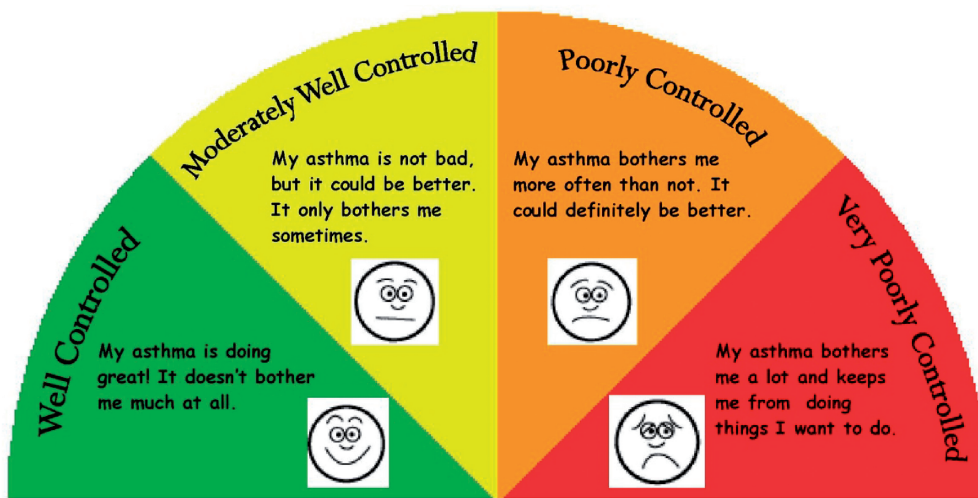 Well Controlled
My asthma is doing
great! It doesn't bother
me much at all.
Moderately Well Controlled
My asthma is not bad,
but it could be better.
It only bothers me
sometimes.
Poorly Controlled
My asthma bothers me
more often than not. It
could definitely be better.
Very Poorly Controlled
My asthma bothers
me a lot and keeps
me from doing
things I want to do.